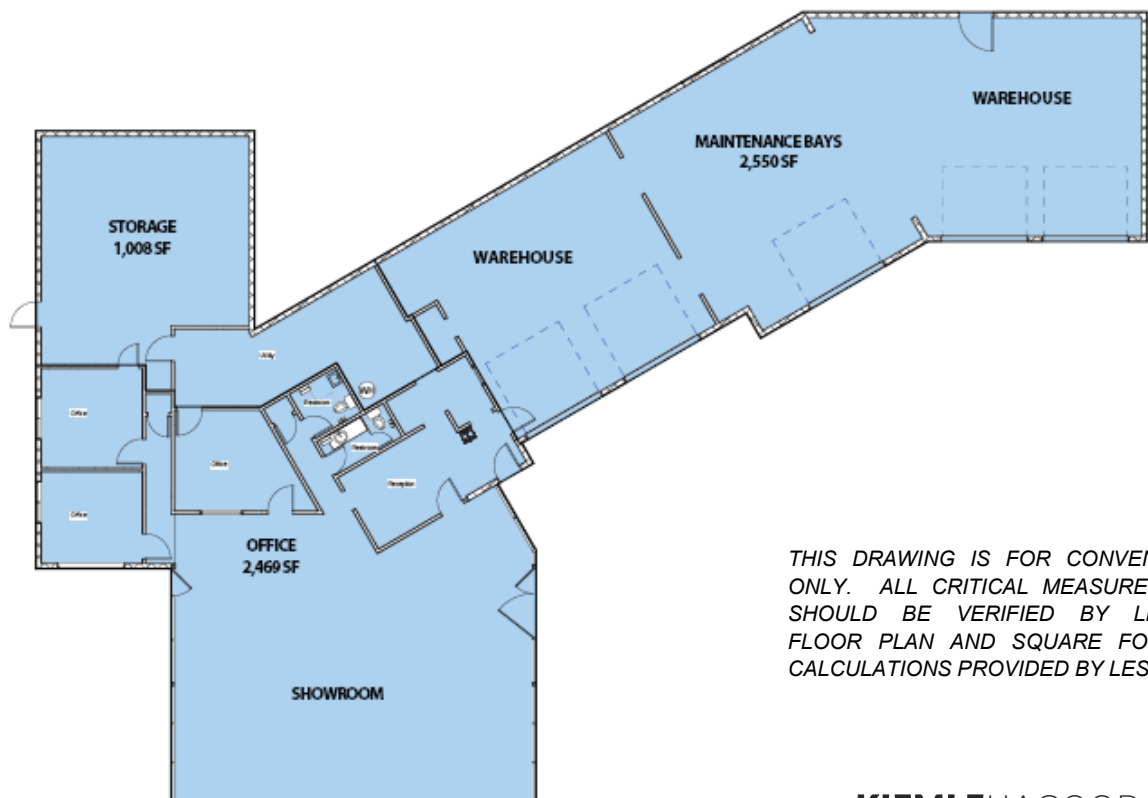 WAREHOUSE
MAINTENANCE BAYS
2,550 SF
STORAGE
1,008 SF
WAREHOUSE
Utility
WH
Restroom
Office
Restroom
Office
Reception
Office
OFFICE
2,469 SF
SHOWROOM
THIS DRAWING IS FOR CONVEN
ONLY. ALL CRITICAL MEASURE
SHOULD BE VERIFIED BY
FLOOR PLAN AND SQUARE FO
CALCULATIONS PROVIDED BY LES